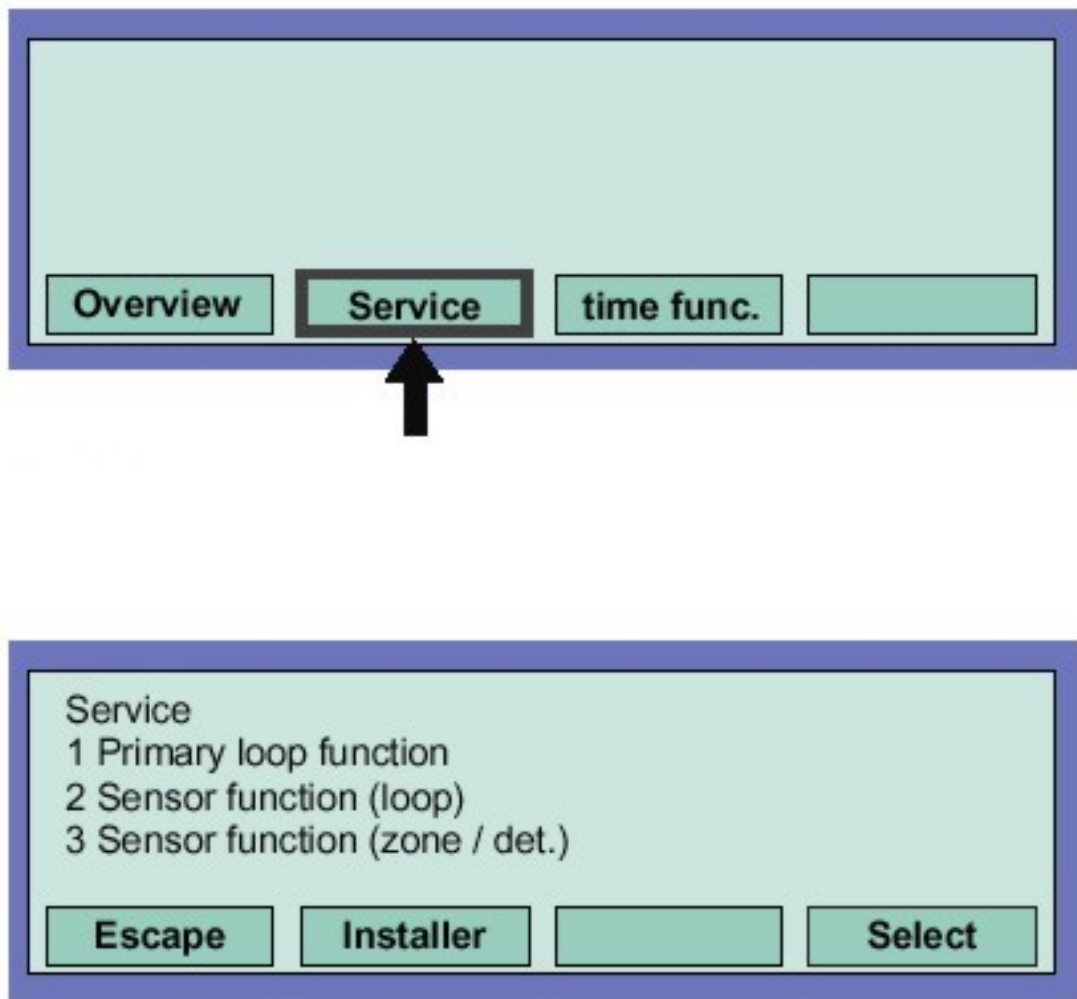 Overview Service time func.
Service
1 Primary loop function
2 Sensor function (loop)
3 Sensor function (zone / det.)
Escape Installer Select